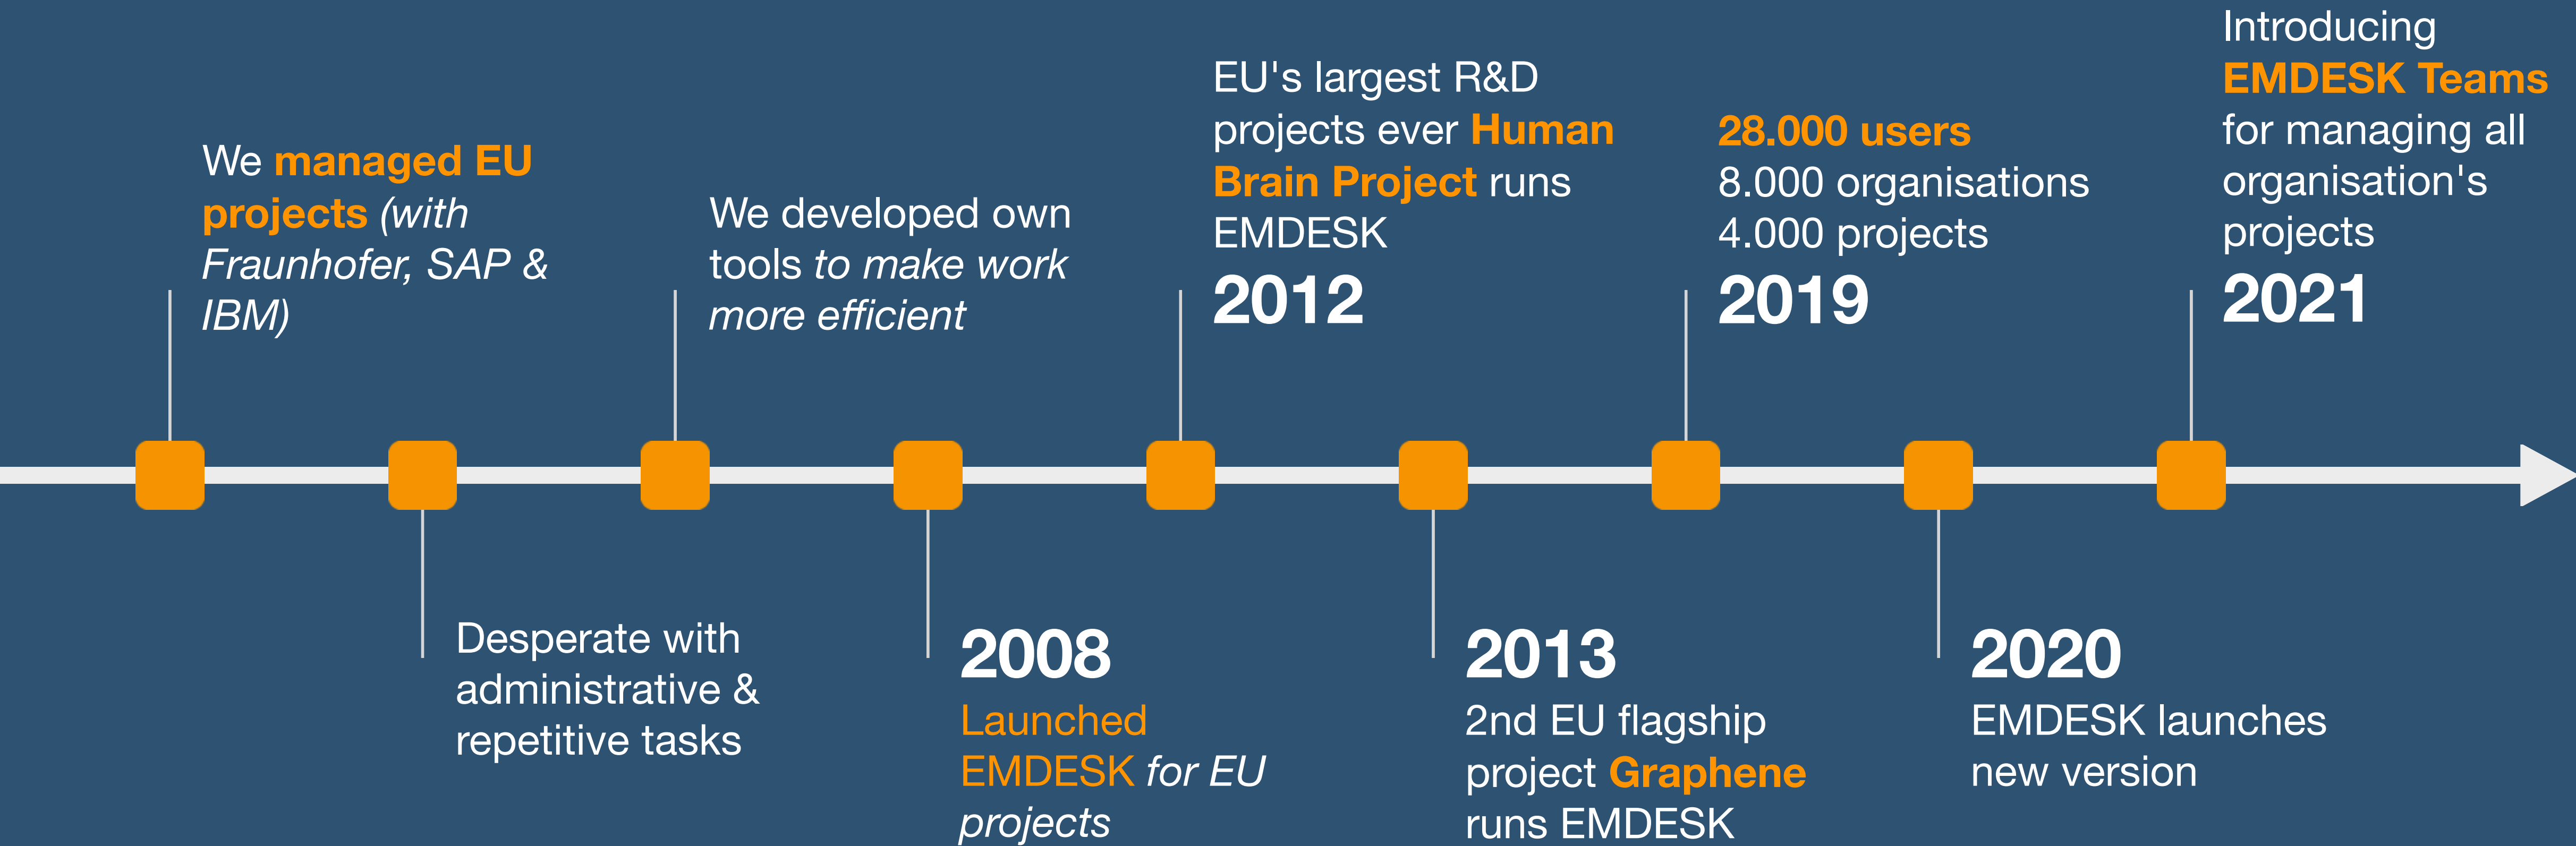 We managed EU
projects (with
Fraunhofer, SAP &
IBM)
Desperate with
administrative &
repetitive tasks
We developed own
tools to make work
more efficient
2008
Launched
EMDESK for EU
projects
EU's largest R&D
projects ever Human
Brain Project runs
EMDESK
2012
2013
2nd EU flagship
project Graphene
runs EMDESK
28.000 users
8.000 organisations
4.000 projects
2019
2020
EMDESK launches
new version
Introducing
EMDESK Teams
for managing all
organisation's
projects
2021